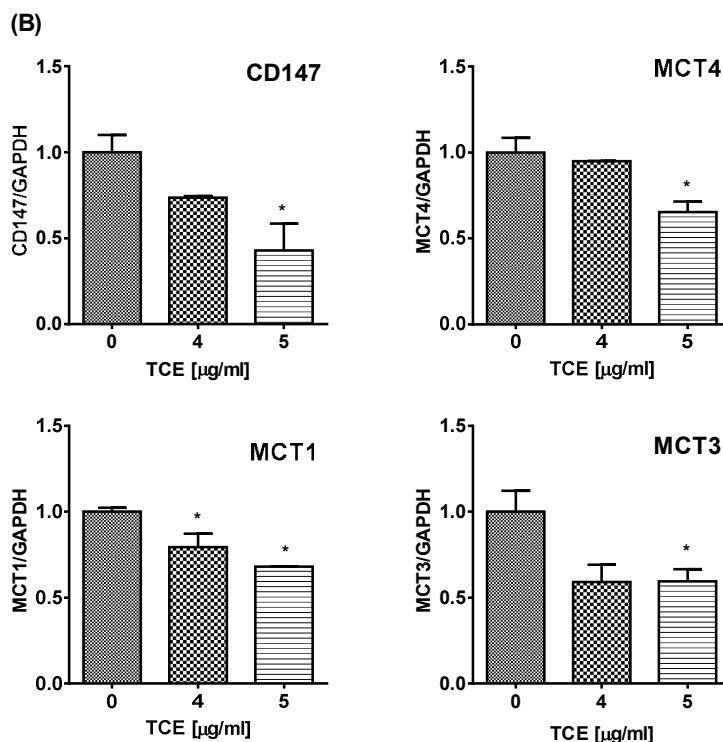 (B)
CD147
CD147/GAPDH
1.5
1.0
0.5
0.0
*
0 4 5
TCE [µg/ml]
MCT4
MCT4/GAPDH
1.5
1.0
0.5
0.0
*
0 4 5
TCE [µg/ml]
MCT1
MCT1/GAPDH
1.5
1.0
0.5
0.0
* *
0 4 5
TCE [µg/ml]
MCT3
MCT3/GAPDH
1.5
1.0
0.5
0.0
*
0 4 5
TCE [µg/ml]